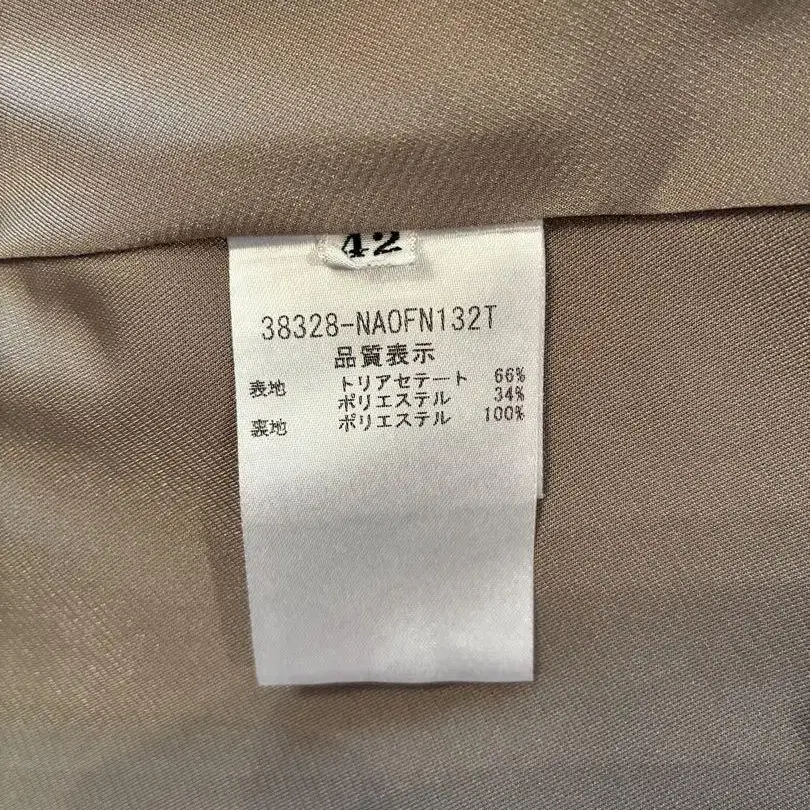 42
38328-NAOFN132T
品質表示
表地 トリアセテート 66%
ポリエステル 34%
裏地 ポリエステル 100%